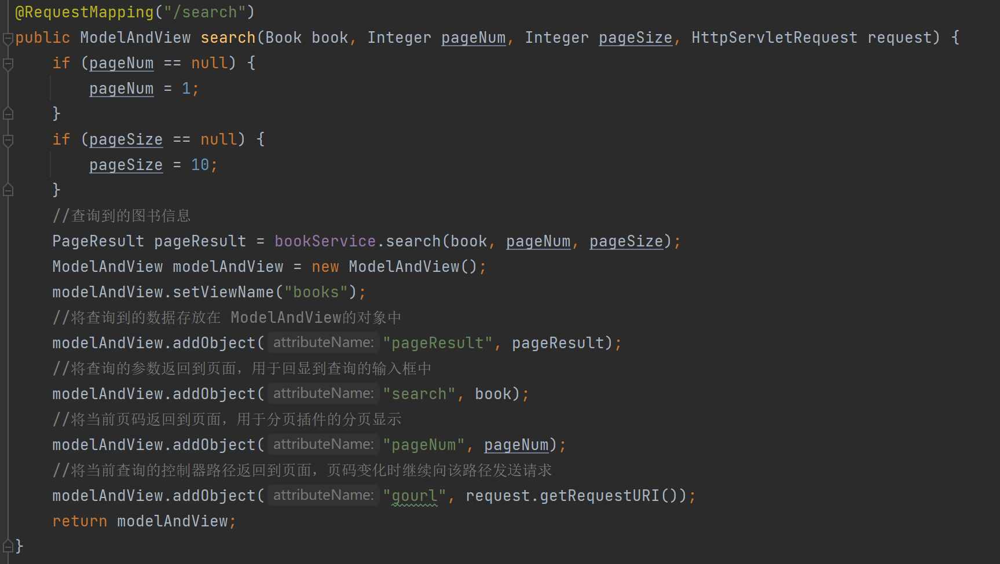 @RequestMapping("/search")
public ModelAndView search(Book book, Integer pageNum, Integer pageSize, HttpServletRequest request) {
    if (pageNum == null) {
        pageNum = 1;
    }
    if (pageSize == null) {
        pageSize = 10;
    }
    //查询到的图书信息
    PageResult pageResult = bookService.search(book, pageNum, pageSize);
    ModelAndView modelAndView = new ModelAndView();
    modelAndView.setViewName("books");
    //将查询到的数据存放在 ModelAndView的对象中
    modelAndView.addObject( attributeName: "pageResult", pageResult);
    //将查询的参数返回到页面，用于回显到查询的输入框中
    modelAndView.addObject( attributeName: "search", book);
    //将当前页码返回到页面，用于分页插件的分页显示
    modelAndView.addObject( attributeName: "pageNum", pageNum);
    //将当前查询的控制器路径返回到页面，页码变化时继续向该路径发送请求
    modelAndView.addObject( attributeName: "gourl", request.getRequestURI());
    return modelAndView;
}